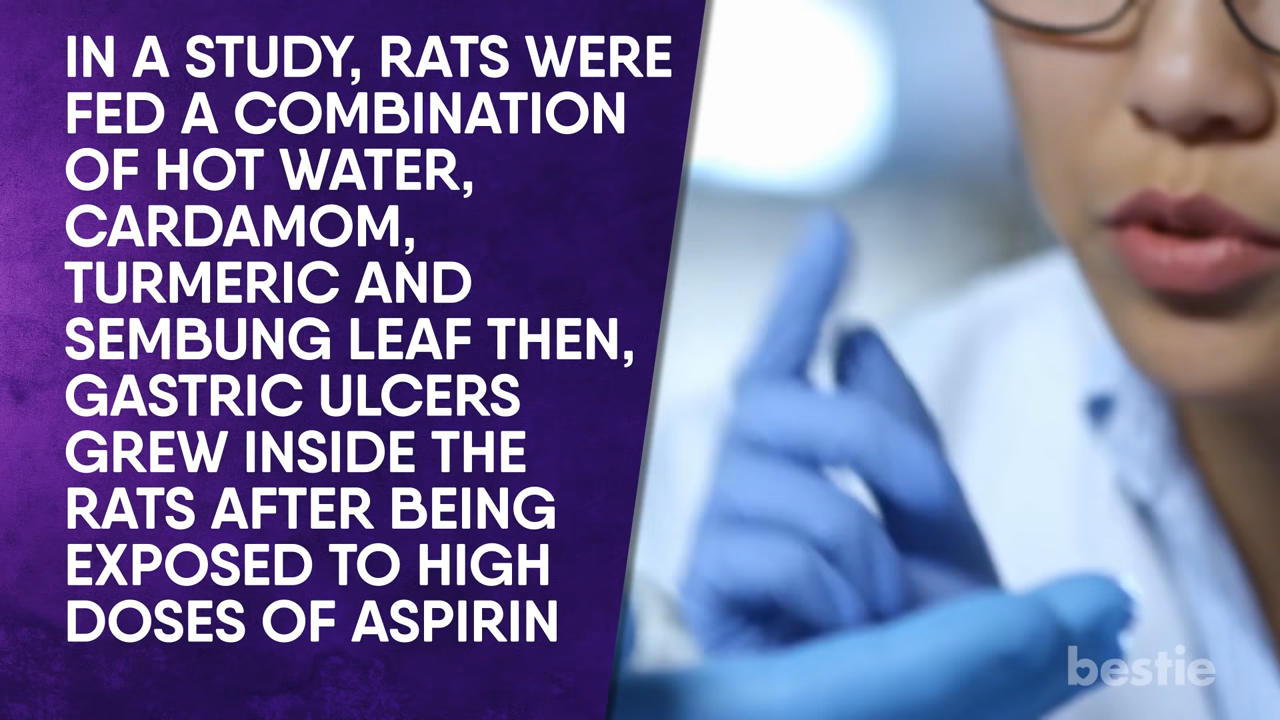 IN A STUDY, RATS WERE
FED A COMBINATION
OF HOT WATER,
CARDAMOM,
TURMERIC AND
SEMBUNG LEAF THEN,
GASTRIC ULCERS
GREW INSIDE THE
RATS AFTER BEING
EXPOSED TO HIGH
DOSES OF ASPIRIN
bestie